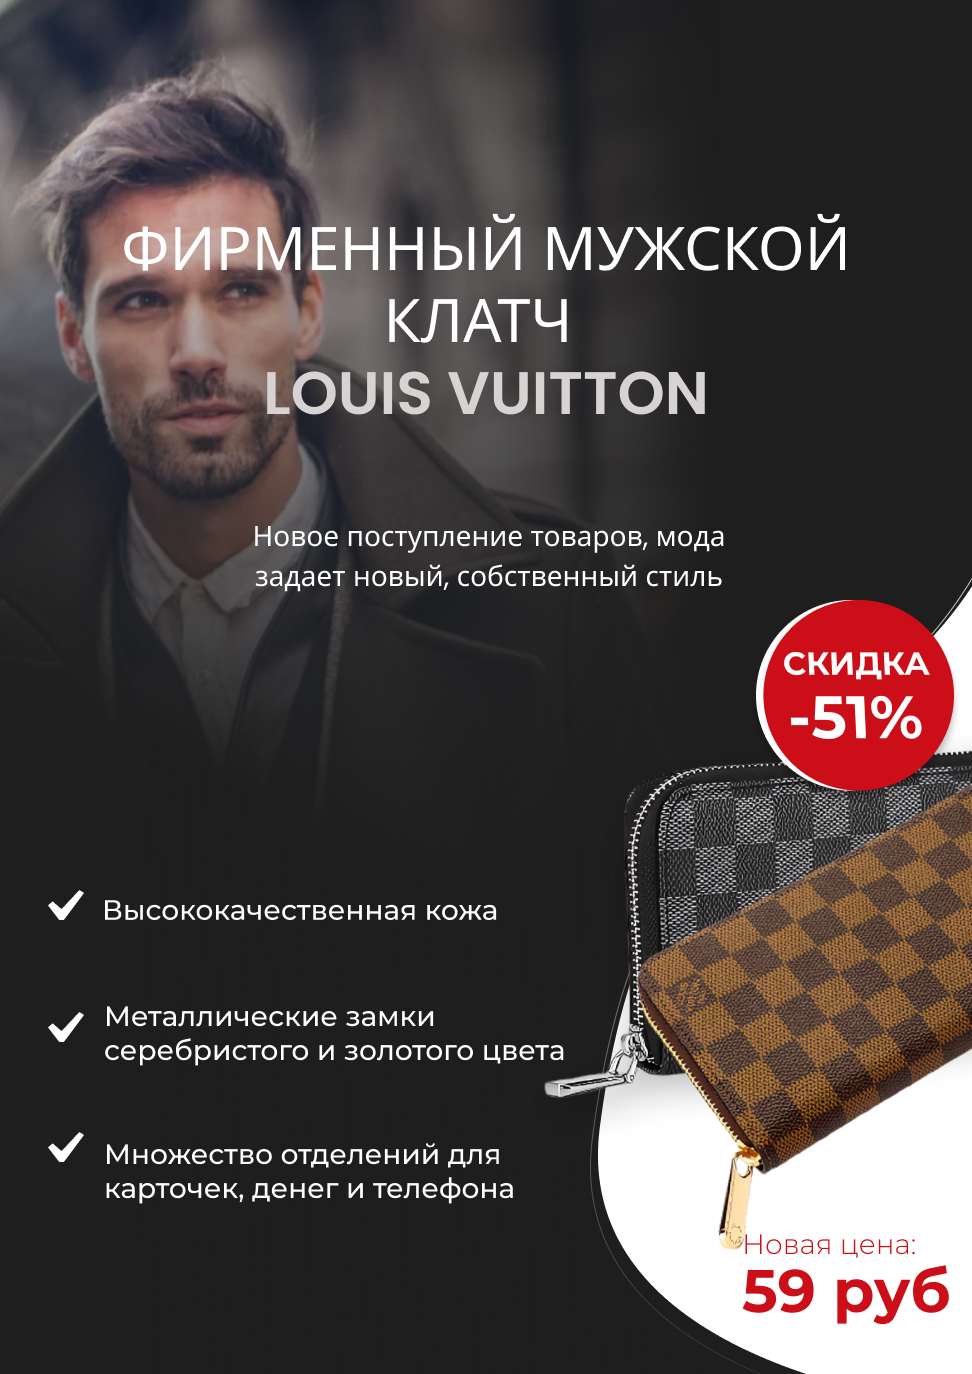 ФИРМЕННЫЙ МУЖСКОЙ
КЛАТЧ
LOUIS VUITTON
Новое поступление товаров, мода
задает новый, собственный стиль
СКИДКА
-51%
Высококачественная кожа
Металлические замки
серебристого и золотого цвета
Множество отделений для
карточек, денег и телефона
Новая цена:
59 руб